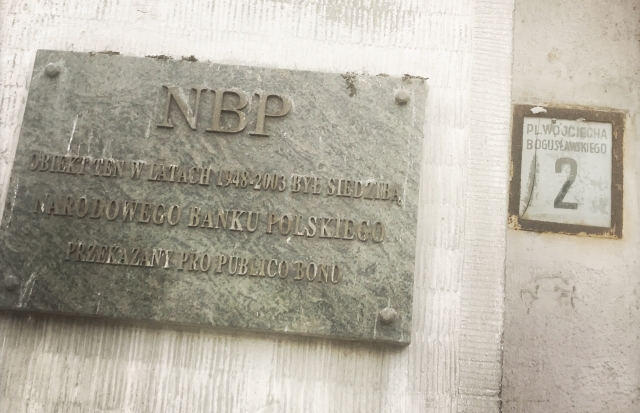 NBP
OBIEKT TEN W LATACH 1948-2003 BYŁ SIEDZIBĄ
NARODOWEGO BANKU POLSKIEGO
PRZEKAZANY PRO PUBLICO BONO
PL. WOJCIECHA
BOGUSŁAWSKIEGO
2